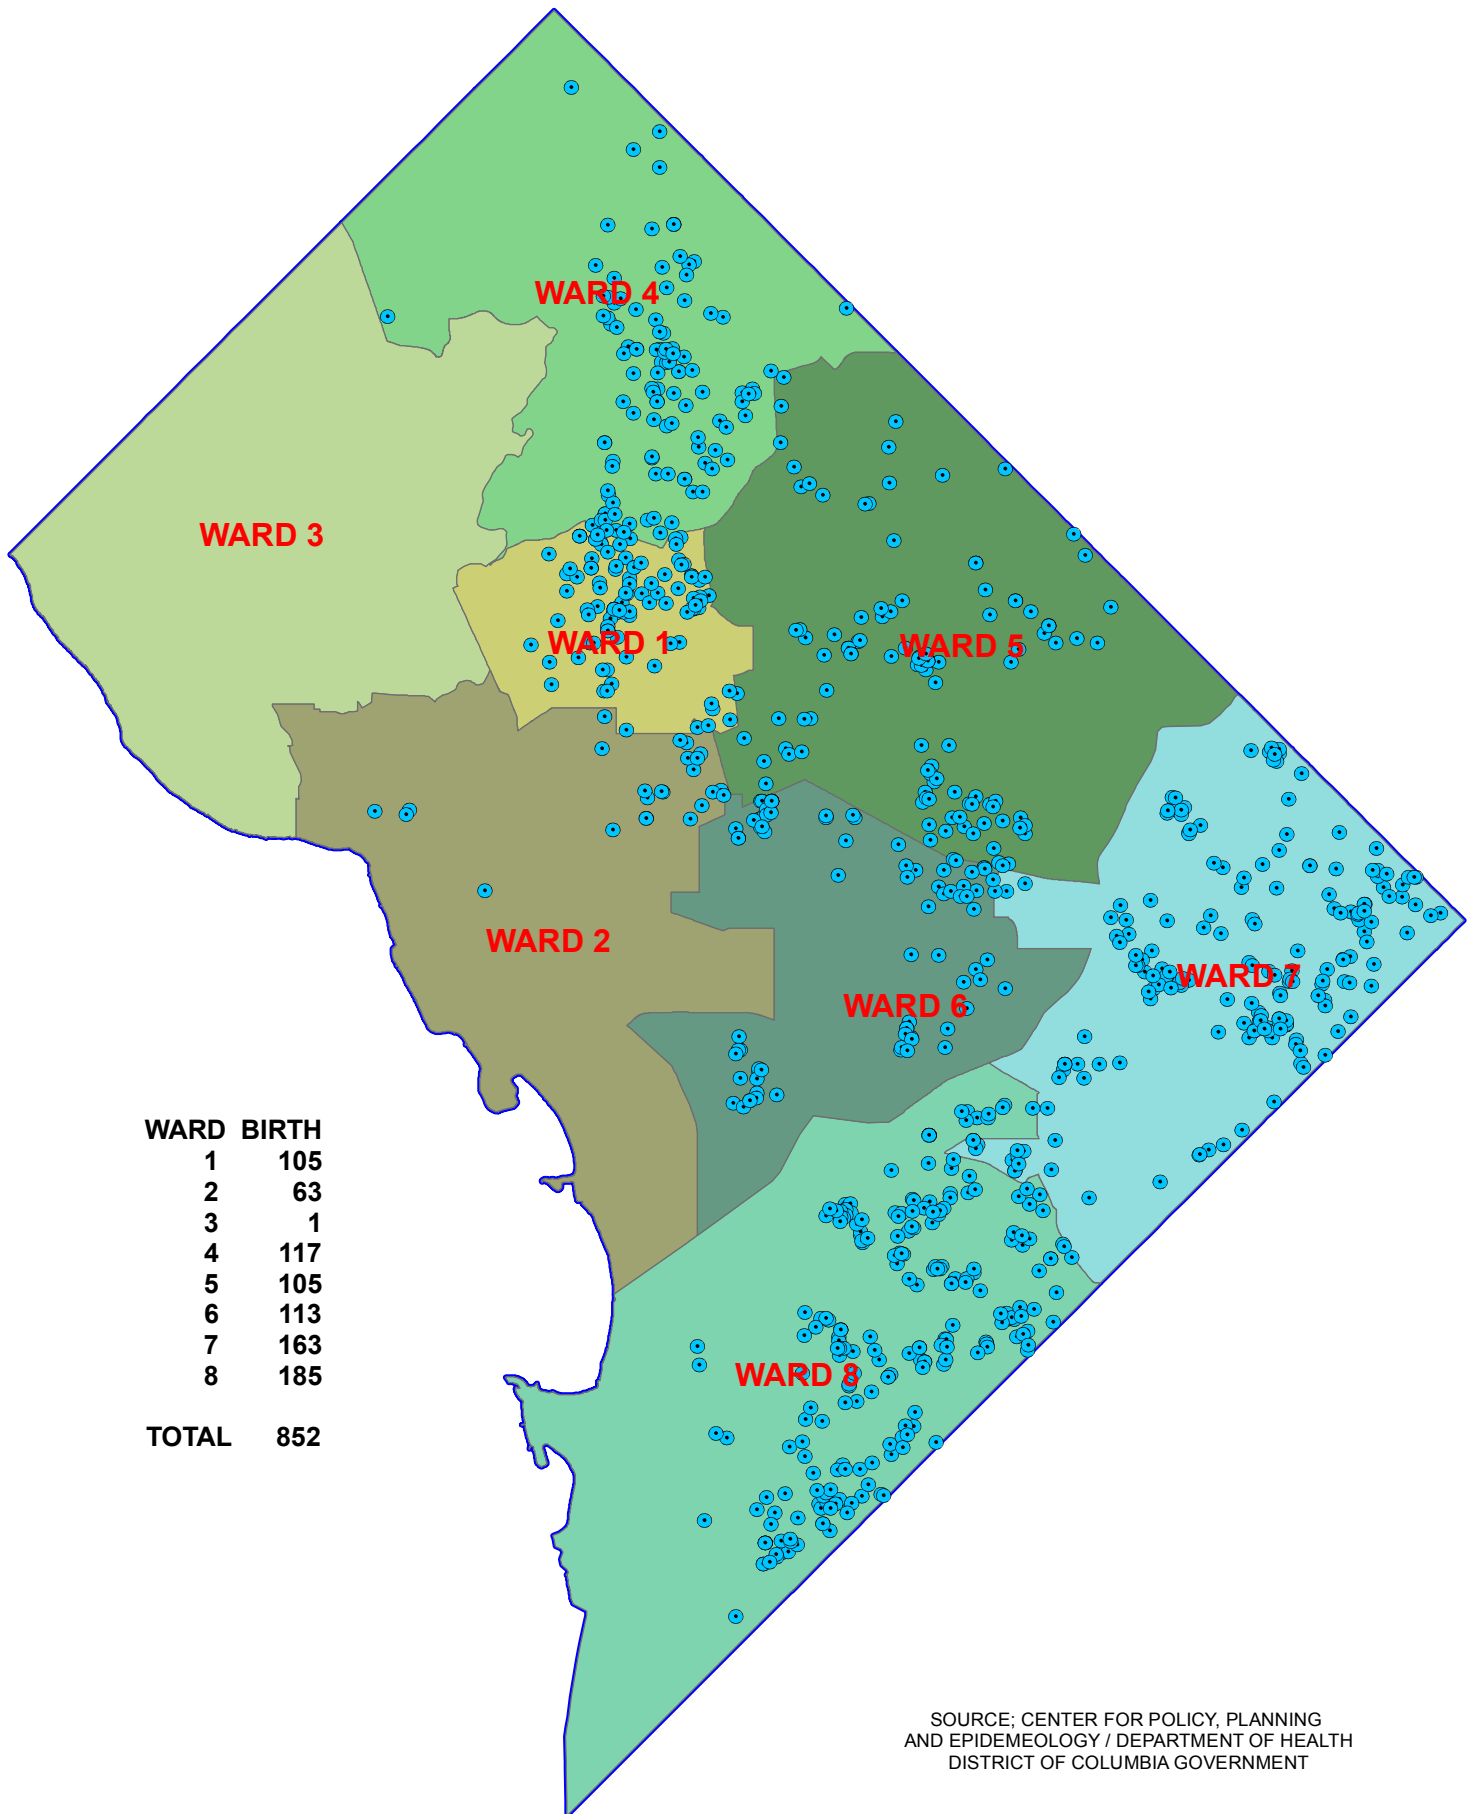 WARD 4
WARD 3
WARD 1
WARD 5
WARD 2
WARD 7
WARD 6
WARD BIRTH
1 105
2 63
3 1
4 117
5 105
6 113
7 163
8 185
TOTAL 852
WARD 8
SOURCE; CENTER FOR POLICY, PLANNING
AND EPIDEMEOLOGY / DEPARTMENT OF HEALTH
DISTRICT OF COLUMBIA GOVERNMENT